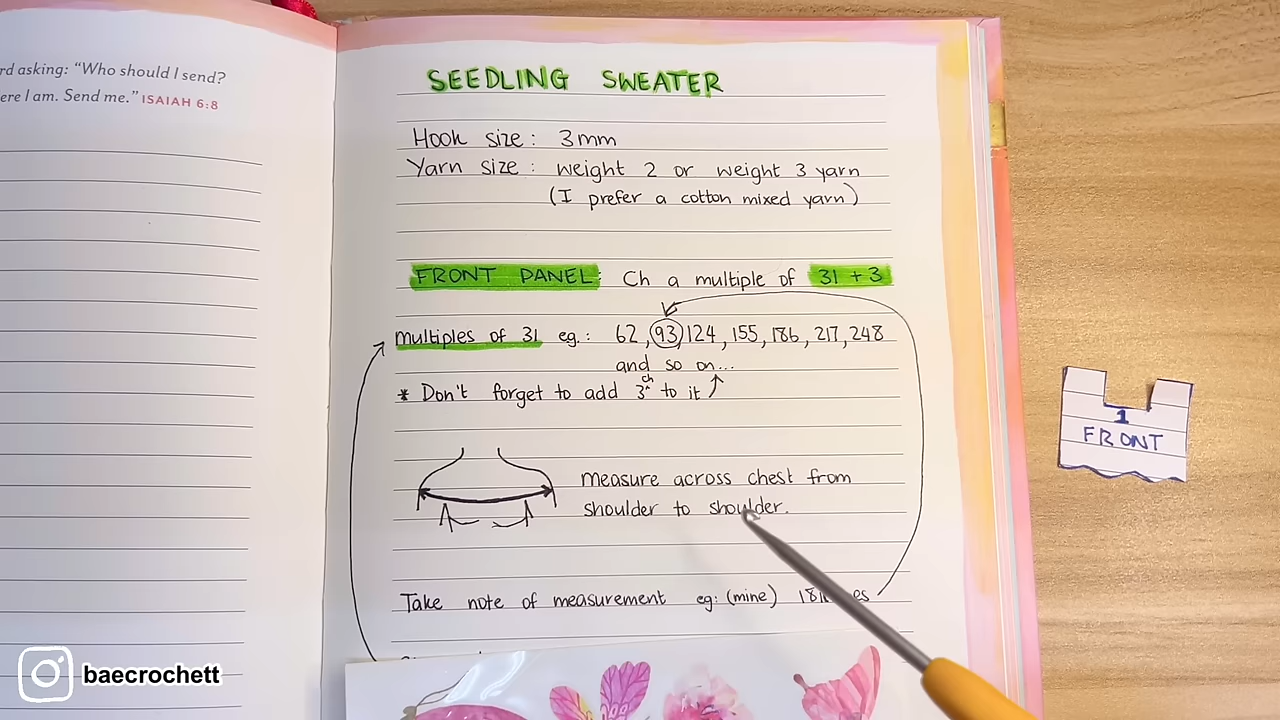 rd asking: “Who should I send?
ere I am. Send me.” ISAIAH 6:8
SEEDLING SWEATER
Hook size: 3mm
Yarn size: weight 2 or weight 3 yarn
(I prefer a cotton mixed yarn)
FRONT PANEL: Ch a multiple of 31 + 3
multiples of 31 eg.: 62, 93, 124, 155, 186, 217, 248
and so on...
* Don't forget to add 3 ch to it
measure across chest from
shoulder to shoulder.
Take note of measurement eg: (mine)
1
FRONT
baecrochett